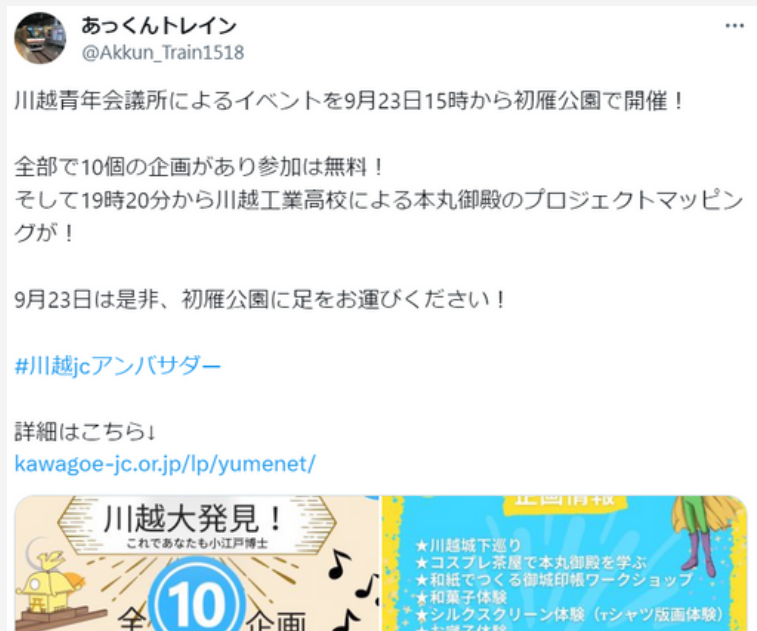 あっくんトレイン
@Akkun_Train1518
川越青年会議所によるイベントを9月23日15時から初雁公園で開催！
全部で10個の企画があり参加は無料！
そして19時20分から川越工業高校による本丸御殿のプロジェクトマッピン
グが！
9月23日は是非、初雁公園に足をお運びください！
#川越jcアンバサダー
詳細はこちら↓
kawagoe-jc.or.jp/lp/yumenet/
川越大発見！
これであなたも小江戸博士
全10企画
企画情報
★川越城下巡り
★コスプレ茶屋で本丸御殿を学ぶ
★和紙でつくる御城印帳ワークショップ
★和菓子体験
★シルクスクリーン体験（Tシャツ版画体験）